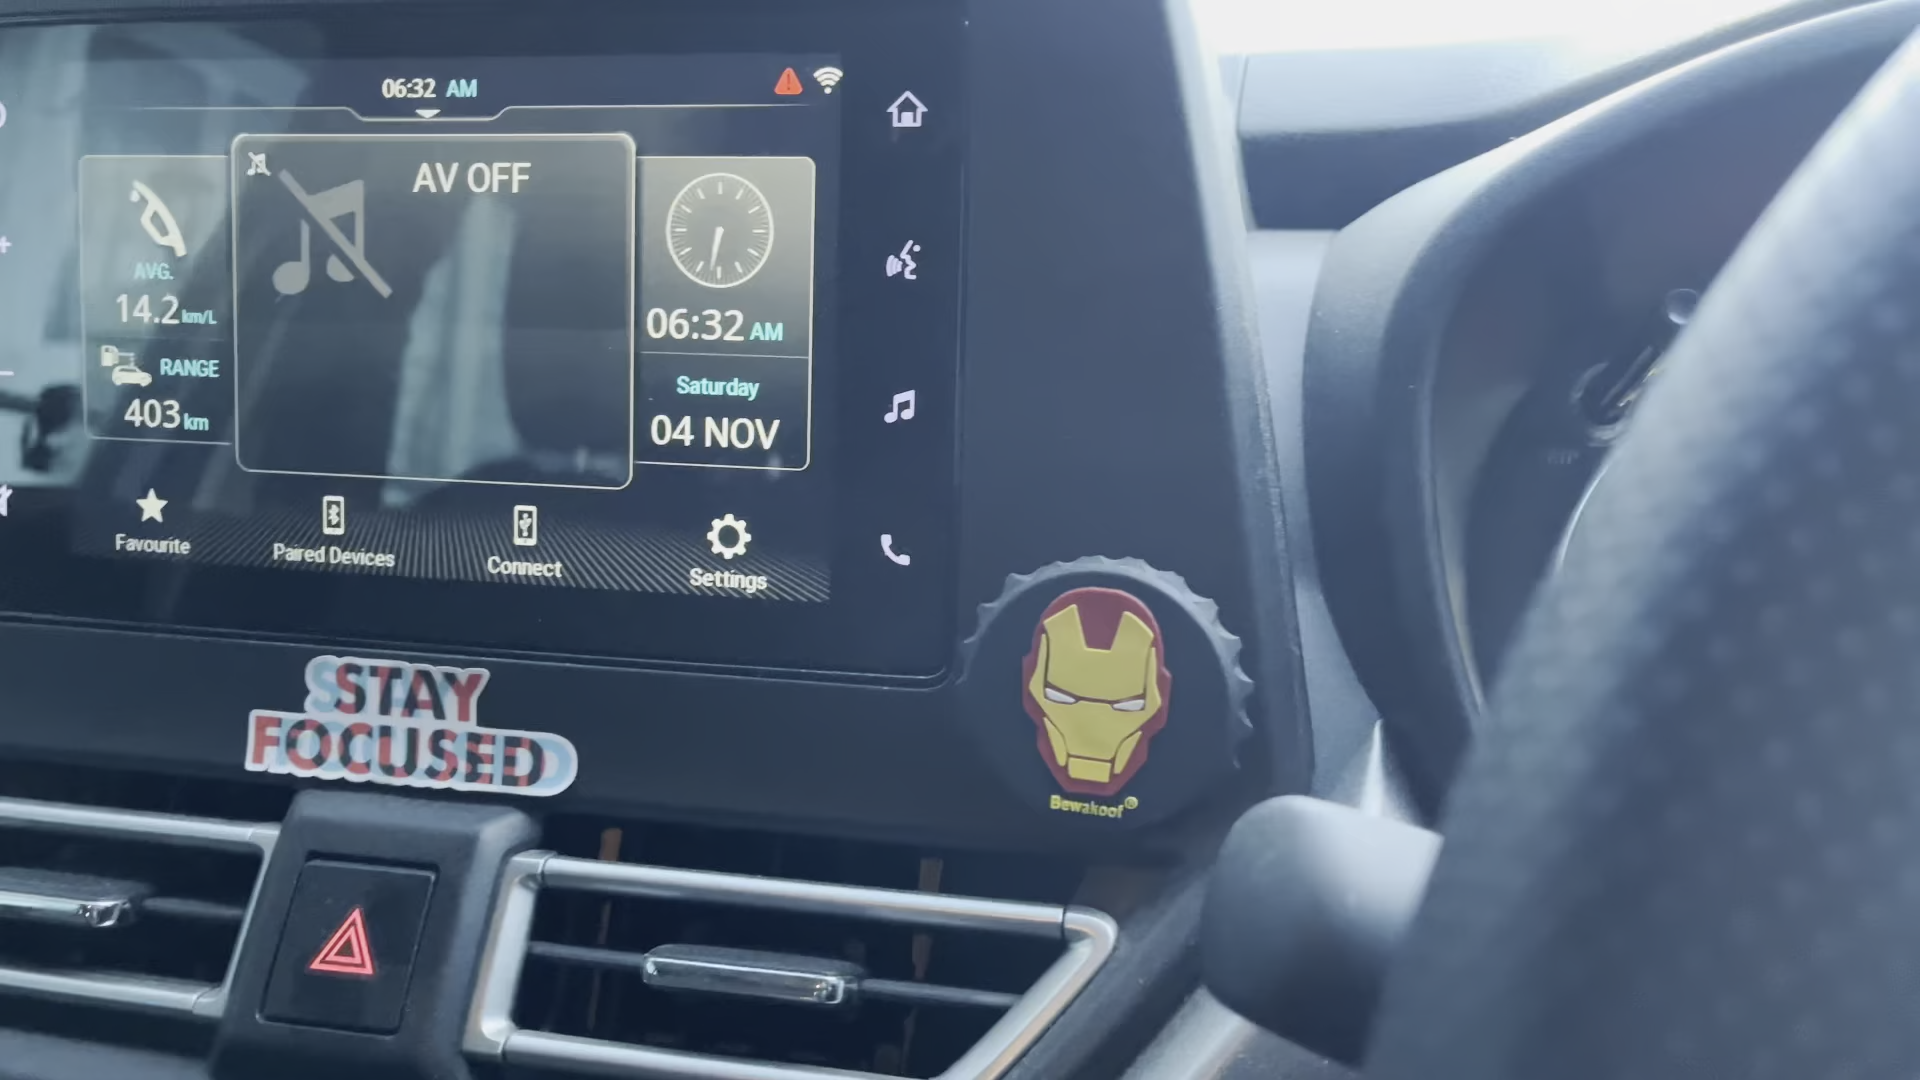 06:32 AM
AV OFF
AVG.
14.2 km/L
RANGE
403 km
06:32 AM
Saturday
04 NOV
Favourite
Paired Devices
Connect
Settings
STAY
FOCUSED
Bewakoof®